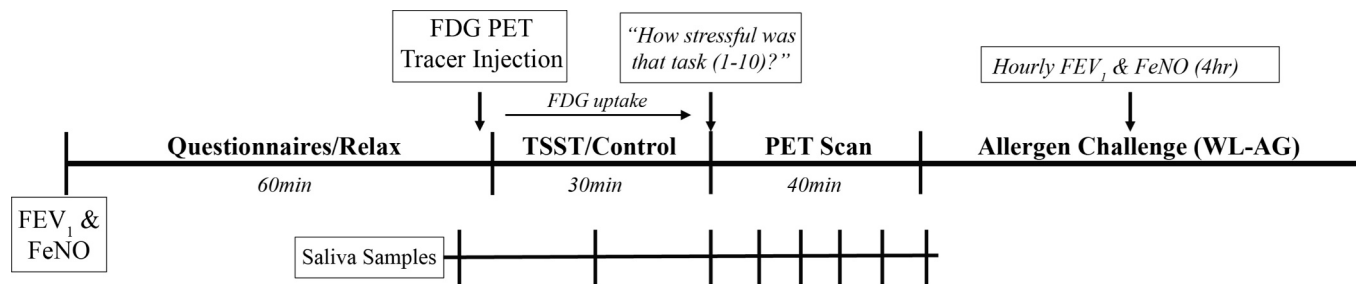 FDG PET
Tracer Injection
“How stressful was
that task (1-10)?”
Hourly FEV1 & FeNO (4hr)
FDG uptake
Questionnaires/Relax
TSST/Control
PET Scan
Allergen Challenge (WL-AG)
60min
30min
40min
FEV1 &
FeNO
Saliva Samples